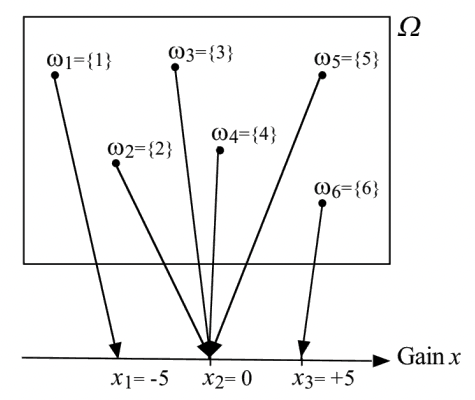 Ω
ω1={1}
ω3={3}
ω5={5}
ω2={2}
ω4={4}
ω6={6}
Gain x
x1= -5 x2= 0 x3= +5